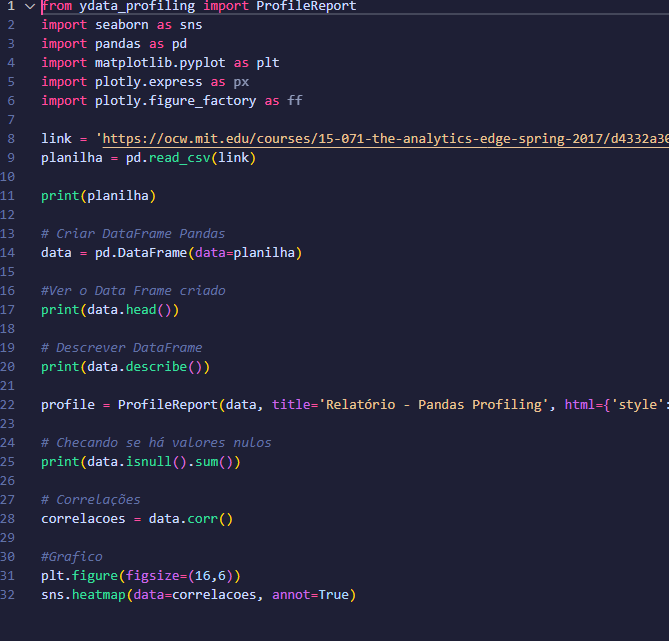 1 from ydata_profiling import ProfileReport
2 import seaborn as sns
3 import pandas as pd
4 import matplotlib.pyplot as plt
5 import plotly.express as px
6 import plotly.figure_factory as ff
7
8 link = 'https://ocw.mit.edu/courses/15-071-the-analytics-edge-spring-2017/d4332a30
9 planilha = pd.read_csv(link)
10
11 print(planilha)
12
13 # Criar DataFrame Pandas
14 data = pd.DataFrame(data=planilha)
15
16 #Ver o Data Frame criado
17 print(data.head())
18
19 # Descrever DataFrame
20 print(data.describe())
21
22 profile = ProfileReport(data, title='Relatório - Pandas Profiling', html={'style':
23
24 # Checando se há valores nulos
25 print(data.isnull().sum())
26
27 # Correlações
28 correlacoes = data.corr()
29
30 #Grafico
31 plt.figure(figsize=(16,6))
32 sns.heatmap(data=correlacoes, annot=True)